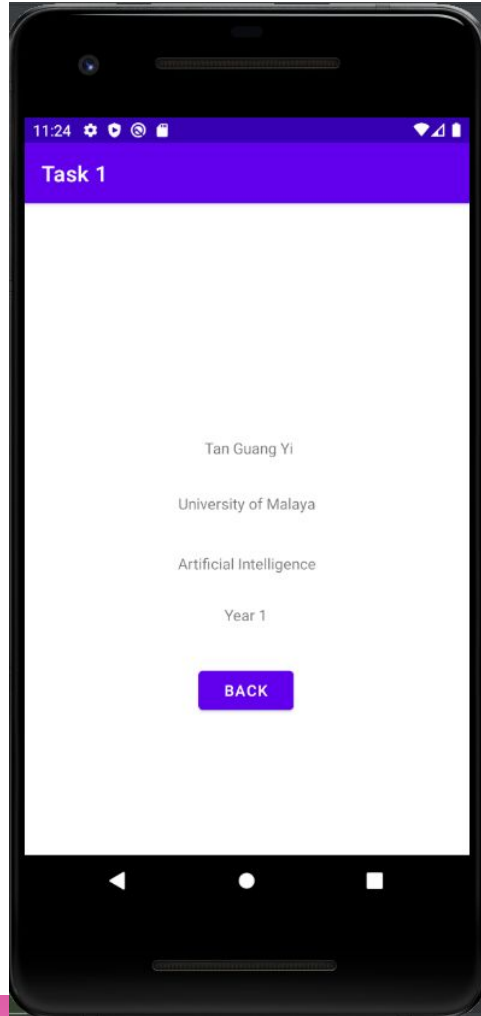 11:24
Task 1
Tan Guang Yi
University of Malaya
Artificial Intelligence
Year 1
BACK